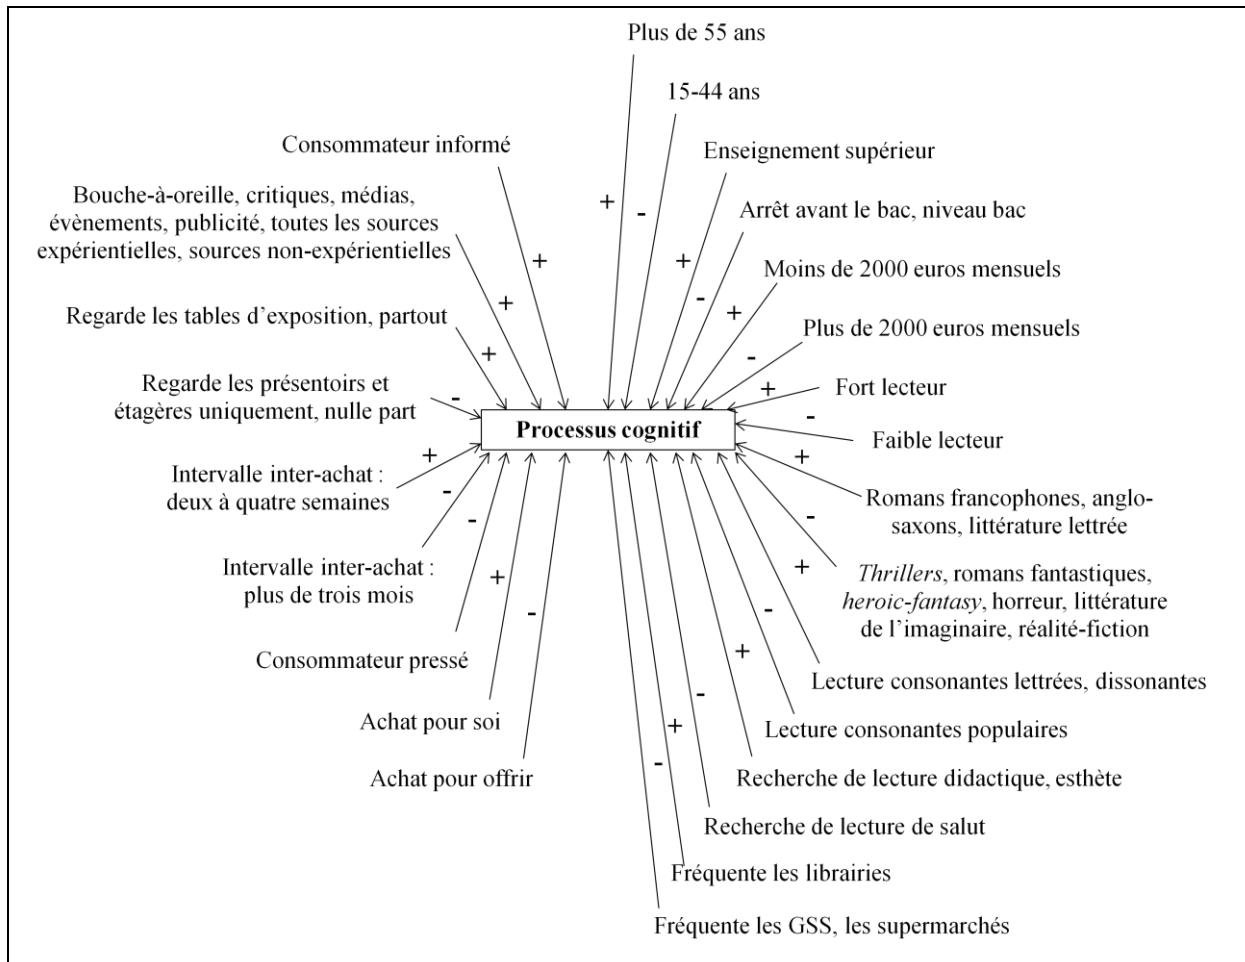 Plus de 55 ans
15-44 ans
Consommateur informé
Enseignement supérieur
Bouche-à-oreille, critiques, médias,
évènements, publicité, toutes les sources
expérientielles, sources non-expérientielles
+
-
Arrêt avant le bac, niveau bac
+
+
Moins de 2000 euros mensuels
+
-
Regarde les tables d'exposition, partout
+
Plus de 2000 euros mensuels
+
-
Regarde les présentoirs et
étagères uniquement, nulle part
-
+
Fort lecteur
-
Processus cognitif
Faible lecteur
+
+
Intervalle inter-achat :
deux à quatre semaines
-
Romans francophones, anglo-
saxons, littérature lettrée
-
-
Intervalle inter-achat :
plus de trois mois
+
+
Thrillers, romans fantastiques,
heroic-fantasy, horreur, littérature
de l'imaginaire, réalité-fiction
-
-
Consommateur pressé
+
Lecture consonantes lettrées, dissonantes
-
Achat pour soi
+
Lecture consonantes populaires
-
Achat pour offrir
Recherche de lecture didactique, esthète
Recherche de lecture de salut
Fréquente les librairies
Fréquente les GSS, les supermarchés